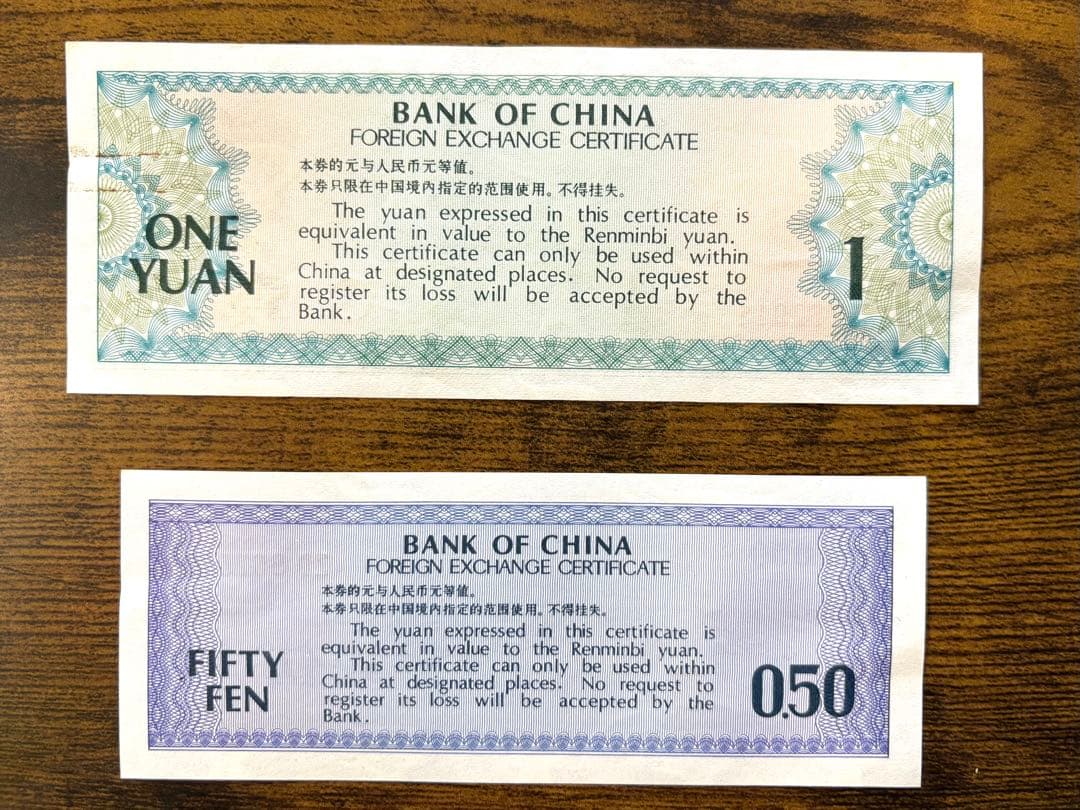 BANK OF CHINA
FOREIGN EXCHANGE CERTIFICATE
本券的元与人民币元等值。
本券只限在中国境内指定的范围使用。不得挂失。
The yuan expressed in this certificate is
equivalent in value to the Renminbi yuan.
This certificate can only be used within
China at designated places. No request to
register its loss will be accepted by the
Bank.
ONE
YUAN
1
BANK OF CHINA
FOREIGN EXCHANGE CERTIFICATE
本券的元与人民币元等值。
本券只限在中国境内指定的范围使用。不得挂失。
The yuan expressed in this certificate is
equivalent in value to the Renminbi yuan.
This certificate can only be used within
China at designated places. No request to
register its loss will be accepted by the
Bank.
FIFTY
FEN
0.50